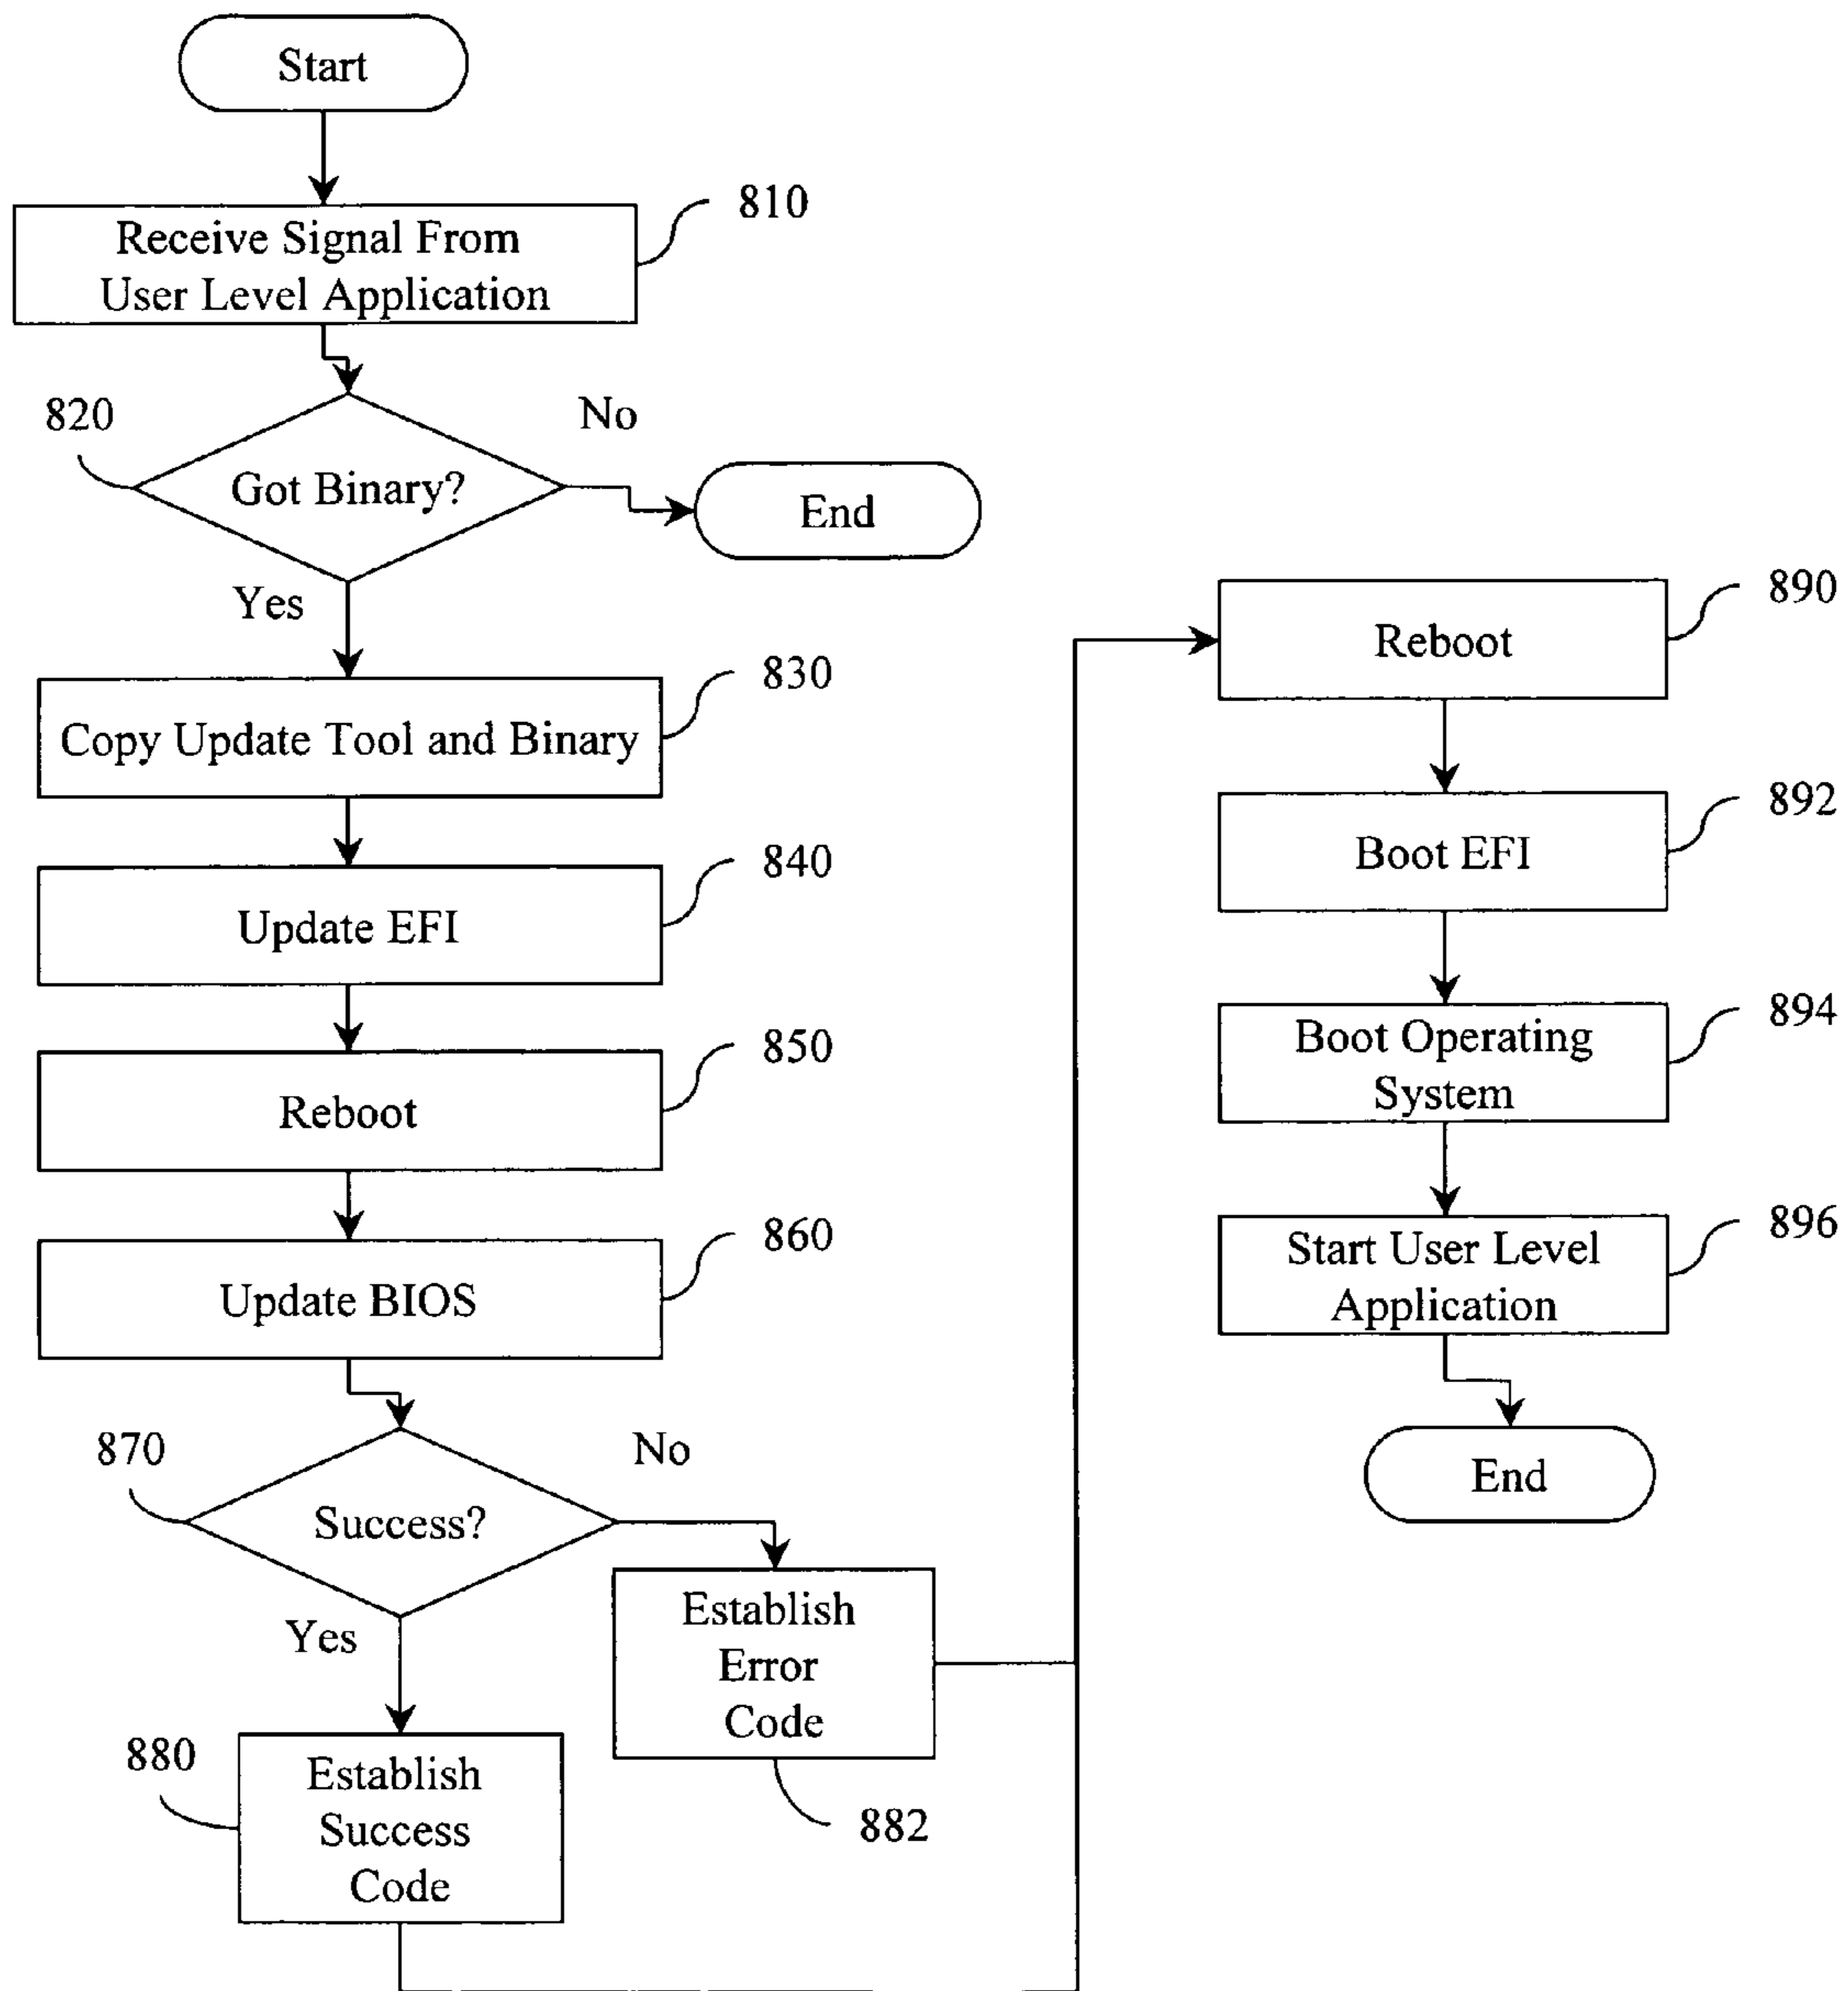 Start
810
Receive Signal From
User Level Application
820
No
Got Binary?
End
Yes
830
Copy Update Tool and Binary
840
Update EFI
850
Reboot
860
Update BIOS
870
No
Success?
Yes
Establish
Error
Code
882
880
Establish
Success
Code
890
Reboot
892
Boot EFI
894
Boot Operating
System
896
Start User Level
Application
End